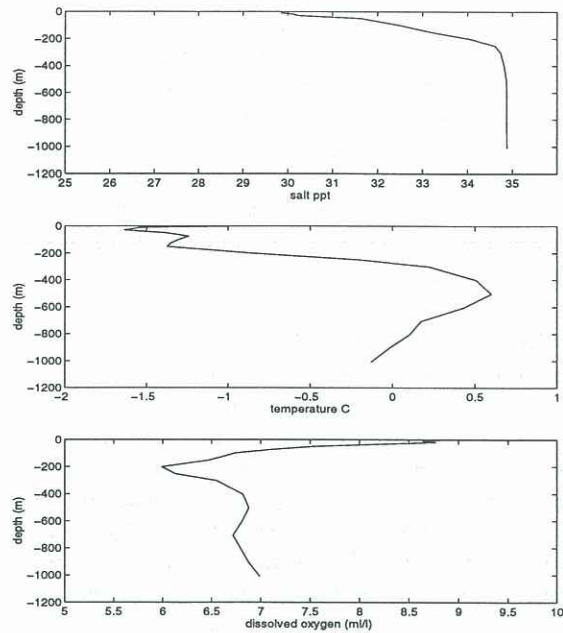 0
−200
−400
−600
−800
−1000
−1200
depth (m)
25 26 27 28 29 30 31 32 33 34 35
salt ppt
0
−200
−400
−600
−800
−1000
−1200
depth (m)
−2 −1.5 −1 −0.5 0 0.5 1
temperature C
0
−200
−400
−600
−800
−1000
−1200
depth (m)
5 5.5 6 6.5 7 7.5 8 8.5 9 9.5 10
dissolved oxygen (ml/l)